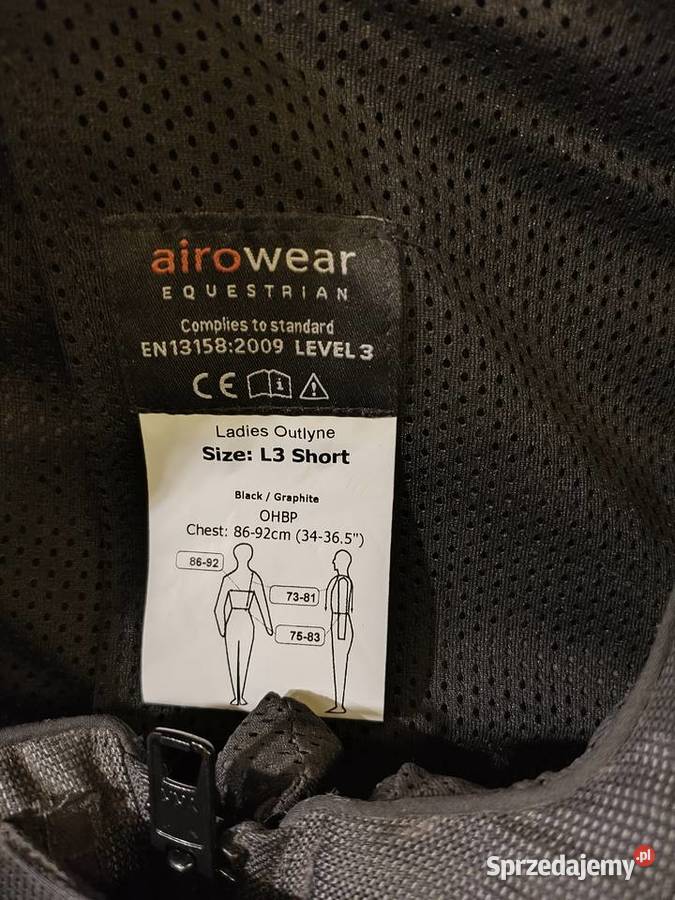 airowear
EQUESTRIAN
Complies to standard
EN13158:2009 LEVEL 3
CE
Ladies Outlyne
Size: L3 Short
Black / Graphite
OHBP
Chest: 86-92cm (34-36.5")
86-92
73-81
75-83
Sprzedajemy.pl